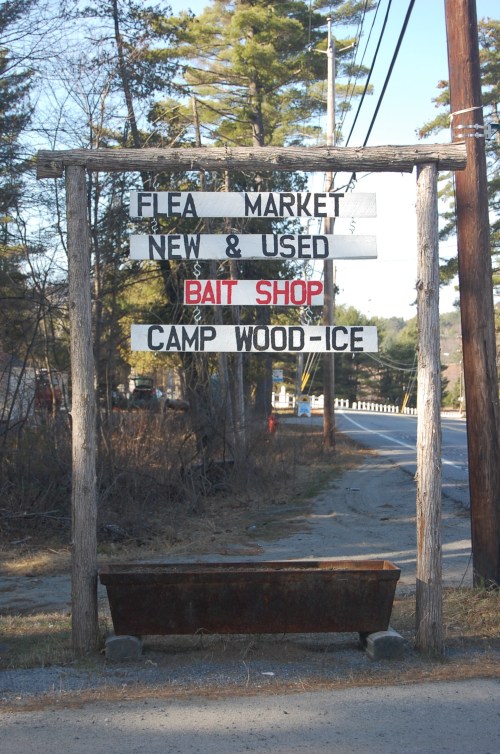 FLEA MARKET
NEW & USED
BAIT SHOP
CAMP WOOD-ICE